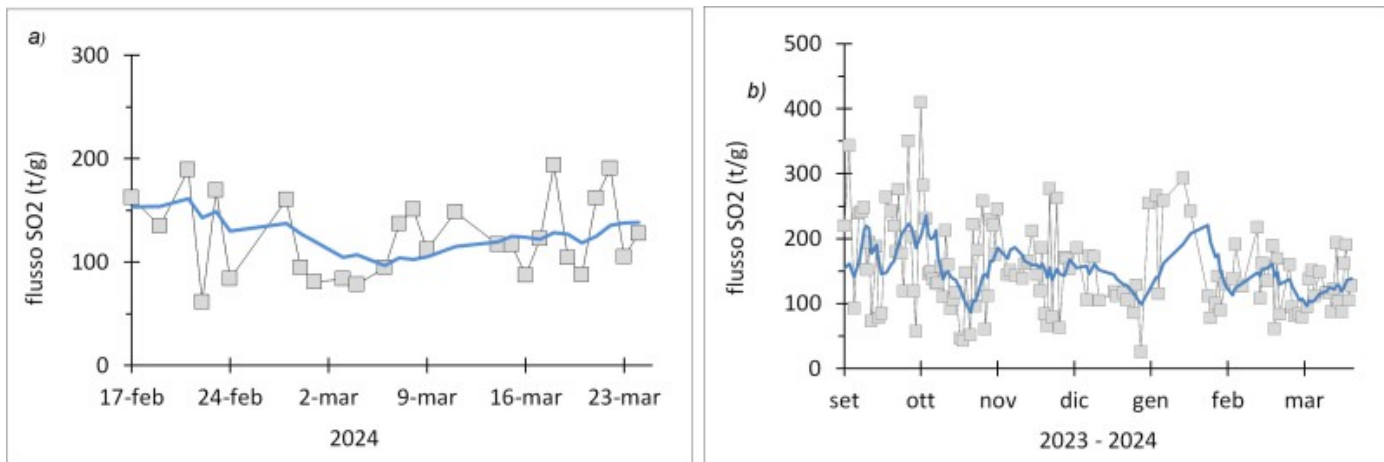 a)
300
200
100
0
flusso SO2 (t/g)
17-feb 24-feb 2-mar 9-mar 16-mar 23-mar
2024
b)
500
400
300
200
100
0
flusso SO2 (t/g)
set ott nov dic gen feb mar
2023 - 2024